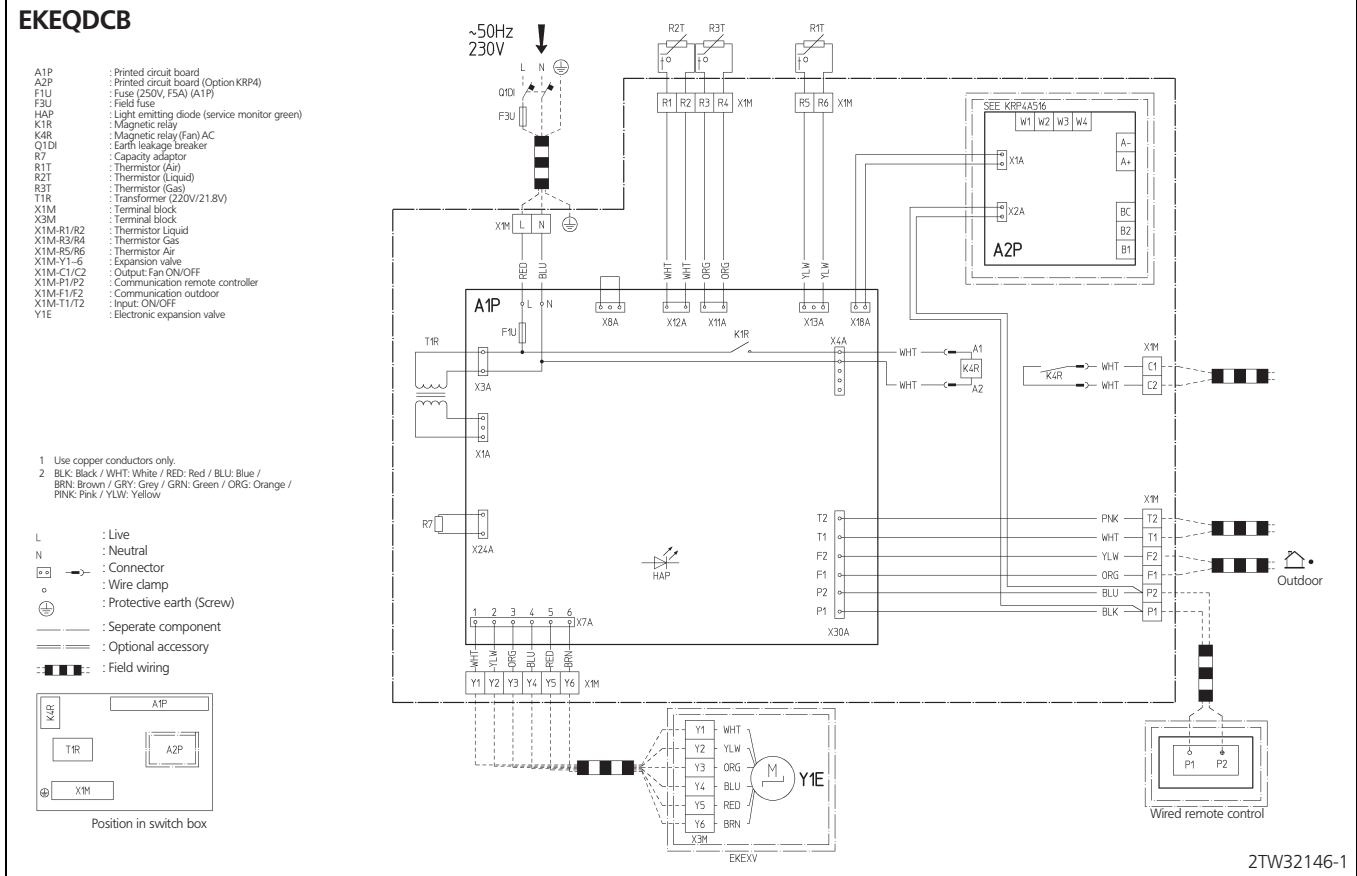 EKEQDCB
A1P : Printed circuit board
A2P : Printed circuit board (Option KRP4)
F1U : Fuse (250V, F5A) (A1P)
F3U : Field fuse
HAP : Light emitting diode (service monitor green)
K1R : Magnetic relay
K4R : Magnetic relay (Fan) AC
Q1DI : Earth leakage breaker
R7 : Capacity adaptor
R1T : Thermistor (Air)
R2T : Thermistor (Liquid)
R3T : Thermistor (Gas)
T1R : Transformer (220V/21.8V)
X1M : Terminal block
X3M : Terminal block
X1M-R1/R2 : Thermistor Liquid
X1M-R3/R4 : Thermistor Gas
X1M-R5/R6 : Thermistor Air
X1M-Y1~6 : Expansion valve
X1M-C1/C2 : Output: Fan ON/OFF
X1M-P1/P2 : Communication remote controller
X1M-F1/F2 : Communication outdoor
X1M-T1/T2 : Input: ON/OFF
Y1E : Electronic expansion valve
1 Use copper conductors only.
2 BLK: Black / WHT: White / RED: Red / BLU: Blue /
BRN: Brown / GRY: Grey / GRN: Green / ORG: Orange /
PINK: Pink / YLW: Yellow
L : Live
N : Neutral
: Connector
: Wire clamp
: Protective earth (Screw)
: Seperate component
: Optional accessory
: Field wiring
K4R A1P
T1R A2P
X1M
Position in switch box
~50Hz
230V
L N
Q1DI
F3U
X1M L N
RED BLU
R2T R3T R1T
R1 R2 R3 R4 X1M R5 R6 X1M
WHT WHT ORG ORG YLW YLW
SEE KRP4A516
W1 W2 W3 W4
A-
A+
X1A
X2A
BC
B2
B1
A2P
A1P L N
X8A X12A X11A X13A X18A
F1U
T1R
K1R
X4A
X3A
X1A
WHT A1
K4R
WHT A2
X1M
K4R WHT C1
WHT C2
R7
X24A
HAP
X1M
T2 PNK T2
T1 WHT T1
F2 YLW F2
F1 ORG F1
P2 BLU P2
P1 BLK P1
X30A
Outdoor
1 2 3 4 5 6
X7A
WHT YLW ORG BLU RED BRN
Y1 Y2 Y3 Y4 Y5 Y6 X1M
Y1 WHT
Y2 YLW
Y3 ORG
Y4 BLU
Y5 RED
Y6 BRN
X3M
M
Y1E
EKEXV
P1 P2
Wired remote control
2TW32146-1